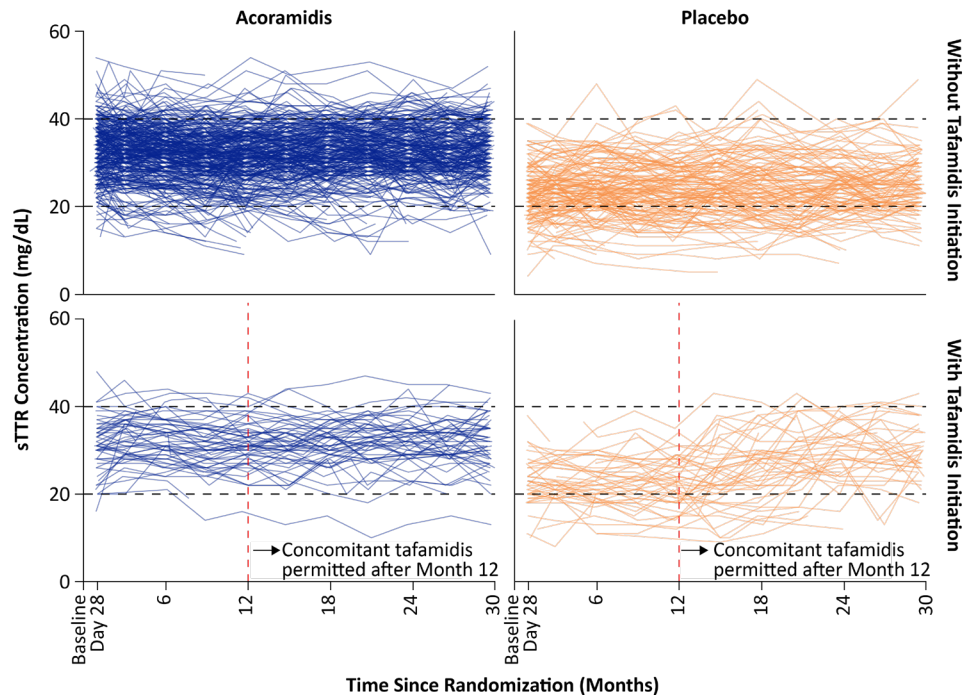 Acoramidis
Placebo
sTTR Concentration (mg/dL)
60
40
20
0
Without Tafamidis Initiation
60
40
20
0
With Tafamidis Initiation
Concomitant tafamidis
permitted after Month 12
Concomitant tafamidis
permitted after Month 12
Baseline
Day 28
6
12
18
24
30
Baseline
Day 28
6
12
18
24
30
Time Since Randomization (Months)